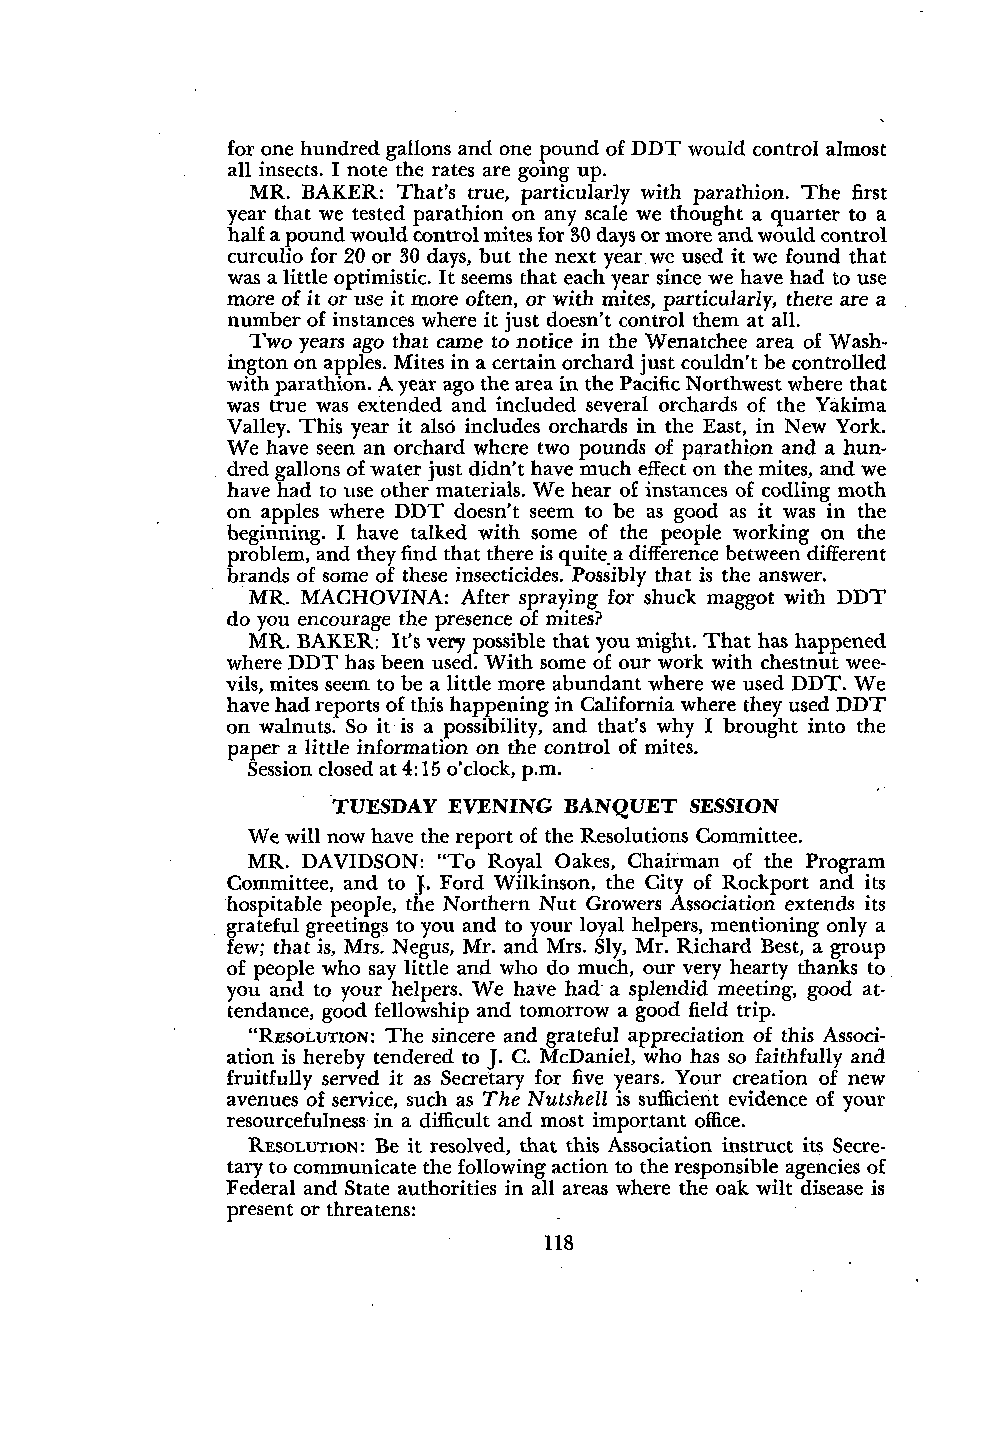 for one hundred gallons and one pound of DDT would control almost
all insects. I note the rates are going up.
MR. BAKER: That's true, particularly with parathion. The first
year that we tested parathion on any scale we thought a quarter to a
half a pound would control mites for 30 days or more and would control
curculio for 20 or 30 days, but the next year we used it we found that
was a little optimistic. It seems that each year since we have had to use
more of it or use it more often, or with mites, particularly, there are a
number of instances where it just doesn't control them at all.
Two years ago that came to notice in the Wenatchee area of Wash-
ington on apples. Mites in a certain orchard just couldn't be controlled
with parathion. A year ago the area in the Pacific Northwest where that
was true was extended and included several orchards of the Yakima
Valley. This year it also includes orchards in the East, in New York.
We have seen an orchard where two pounds of parathion and a hun-
dred gallons of water just didn't have much effect on the mites, and we
have had to use other materials. We hear of instances of codling moth
on apples where DDT doesn't seem to be as good as it was in the
beginning. I have talked with some of the people working on the
problem, and they find that there is quite a difference between different
brands of some of these insecticides. Possibly that is the answer.
MR. MACHOVINA: After spraying for shuck maggot with DDT
do you encourage the presence of mites?
MR. BAKER: It's very possible that you might. That has happened
where DDT has been used. With some of our work with chestnut wee-
vils, mites seem to be a little more abundant where we used DDT. We
have had reports of this happening in California where they used DDT
on walnuts. So it is a possibility, and that's why I brought into the
paper a little information on the control of mites.
Session closed at 4:15 o'clock, p.m.
TUESDAY EVENING BANQUET SESSION
We will now have the report of the Resolutions Committee.
MR. DAVIDSON: "To Royal Oakes, Chairman of the Program
Committee, and to J. Ford Wilkinson, the City of Rockport and its
hospitable people, the Northern Nut Growers Association extends its
grateful greetings to you and to your loyal helpers, mentioning only a
few; that is, Mrs. Negus, Mr. and Mrs. Sly, Mr. Richard Best, a group
of people who say little and who do much, our very hearty thanks to
you and to your helpers. We have had a splendid meeting, good at-
tendance, good fellowship and tomorrow a good field trip.
"RESOLUTION: The sincere and grateful appreciation of this Associ-
ation is hereby tendered to J. C. McDaniel, who has so faithfully and
fruitfully served it as Secretary for five years. Your creation of new
avenues of service, such as The Nutshell is sufficient evidence of your
resourcefulness in a difficult and most important office.
RESOLUTION: Be it resolved, that this Association instruct its Secre-
tary to communicate the following action to the responsible agencies of
Federal and State authorities in all areas where the oak wilt disease is
present or threatens:
118